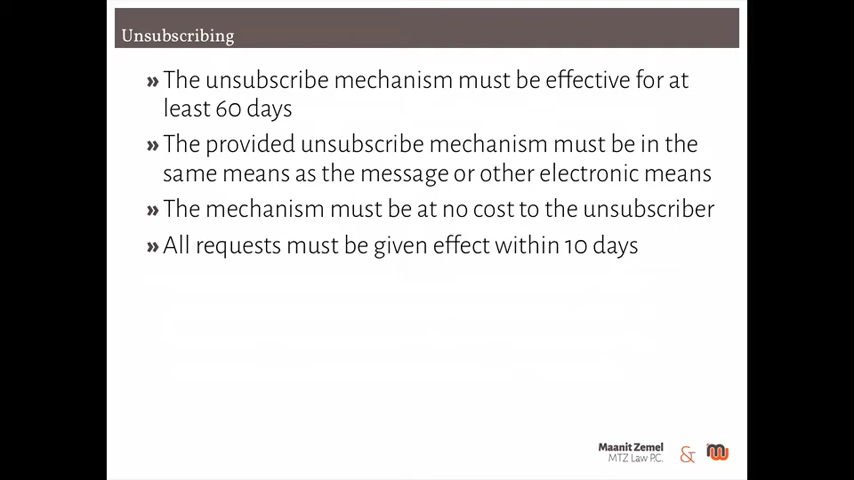 Unsubscribing
» The unsubscribe mechanism must be effective for at
least 60 days
» The provided unsubscribe mechanism must be in the
same means as the message or other electronic means
» The mechanism must be at no cost to the unsubscriber
» All requests must be given effect within 10 days
Maanit Zemel
MTZ Law P.C.
&